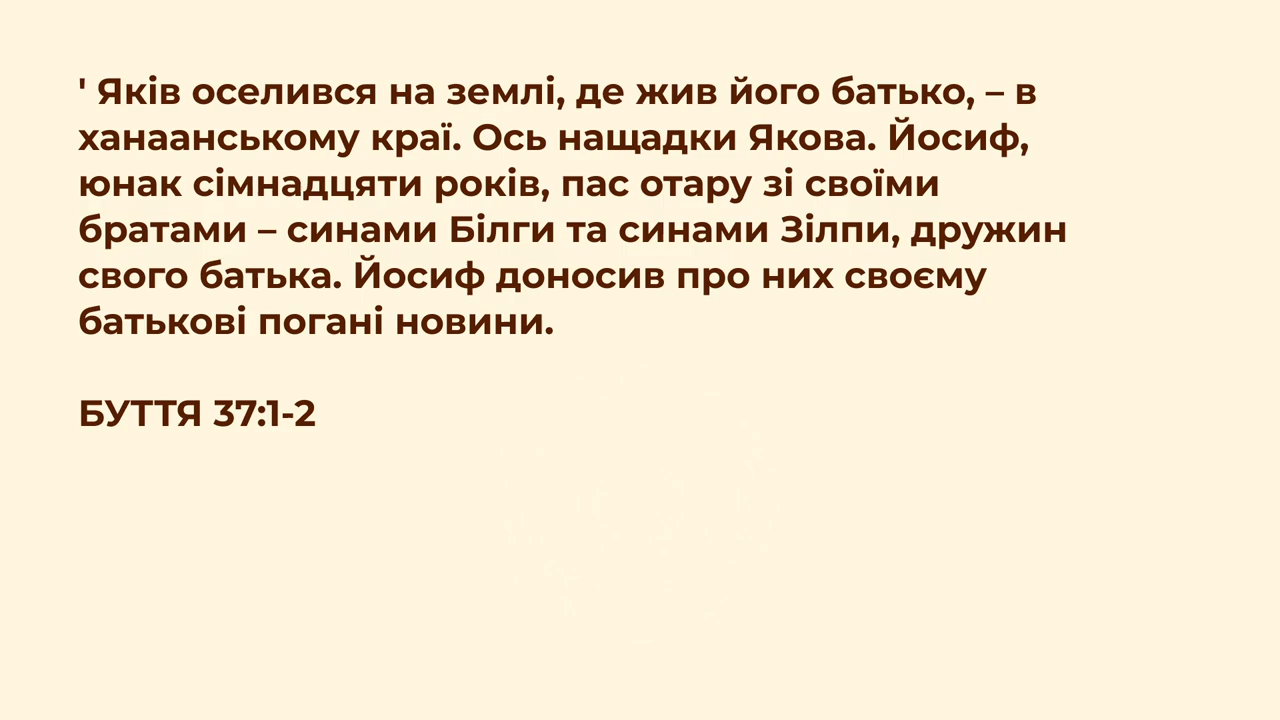 ' Яків оселився на землі, де жив його батько, – в
ханаанському краї. Ось нащадки Якова. Йосиф,
юнак сімнадцяти років, пас отару зі своїми
братами – синами Білги та синами Зілпи, дружин
свого батька. Йосиф доносив про них своєму
батькові погані новини.
БУТТЯ 37:1-2